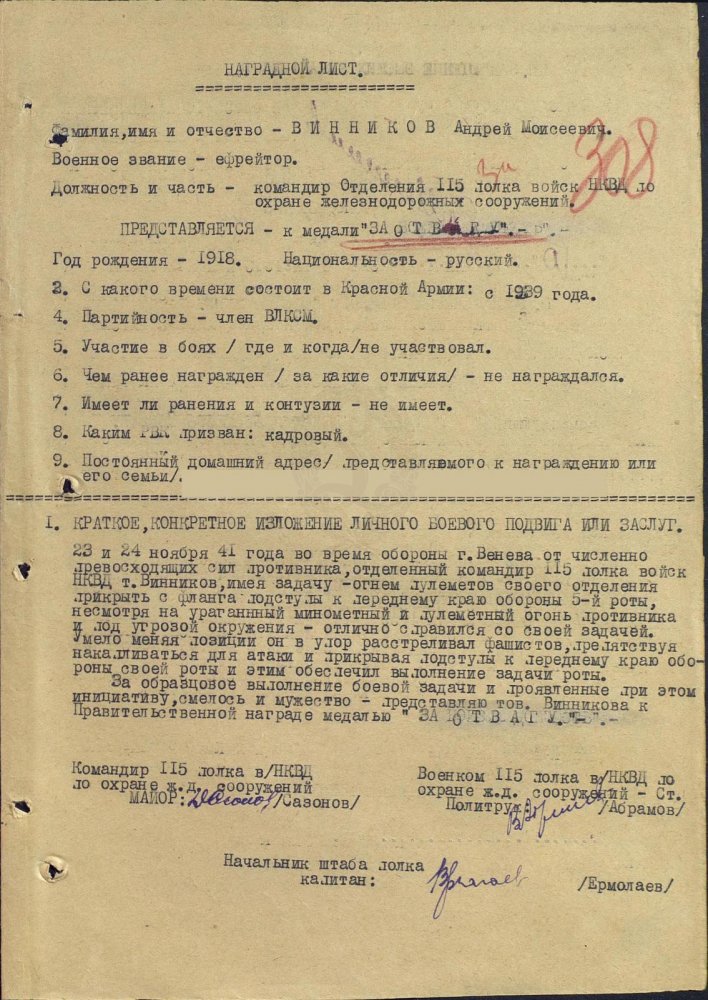 НАГРАДНОЙ ЛИСТ.
Фамилия,имя и отчество - ВИННИКОВ Андрей Моисеевич.
308
Военное звание - ефрейтор.
Должность и часть - командир Отделения 115 полка войск НКВД по
охране железнодорожных сооружений.
ПРЕДСТАВЛЯЕТСЯ - к медали "ЗА ОТВАГУ".-
Год рождения - 1918. Национальность - русский.
3. С какого времени состоит в Красной Армии: с 1939 года.
4. Партийность - член ВЛКСМ.
5. Участие в боях / где и когда/не участвовал.
6. Чем ранее награжден / за какие отличия/ - не награждался.
7. Имеет ли ранения и контузии - не имеет.
8. Каким РВК призван: кадровый.
9. Постоянный домашний адрес/ представляемого к награждению или
его семьи/.
I. КРАТКОЕ,КОНКРЕТНОЕ ИЗЛОЖЕНИЕ ЛИЧНОГО БОЕВОГО ПОДВИГА ИЛИ ЗАСЛУГ.
23 и 24 ноября 41 года во время обороны г.Венева от численно
превосходящих сил противника,отделенный командир 115 полка войск
НКВД т.Винников,имея задачу -огнем пулеметов своего отделения
прикрыть с фланга подступы к переднему краю обороны 5-й роты,
несмотря на ураганнный минометный и пулеметный огонь противника
и под угрозой окружения - отлично справился со своей задачей.
Умело меняя позиции он в упор расстреливал фашистов,препятствуя
накапливаться для атаки и прикрывая подступы к переднему краю обо-
роны своей роты и этим обеспечил выполнение задачи роты.
За образцовое выполнение боевой задачи и проявленные при этом
инициативу,смелось и мужество - представляю тов. Винникова к
Правительственной награде медалью " ЗА ОТВАГУ".-
Командир 115 полка в/НКВД
по охране ж.д. сооружений
МАЙОР: /Сазонов/
Военком 115 полка в/НКВД по
охране ж.д. сооружений - Ст.
Политрук /Абрамов/
Начальник штаба полка
капитан: /Ермолаев/